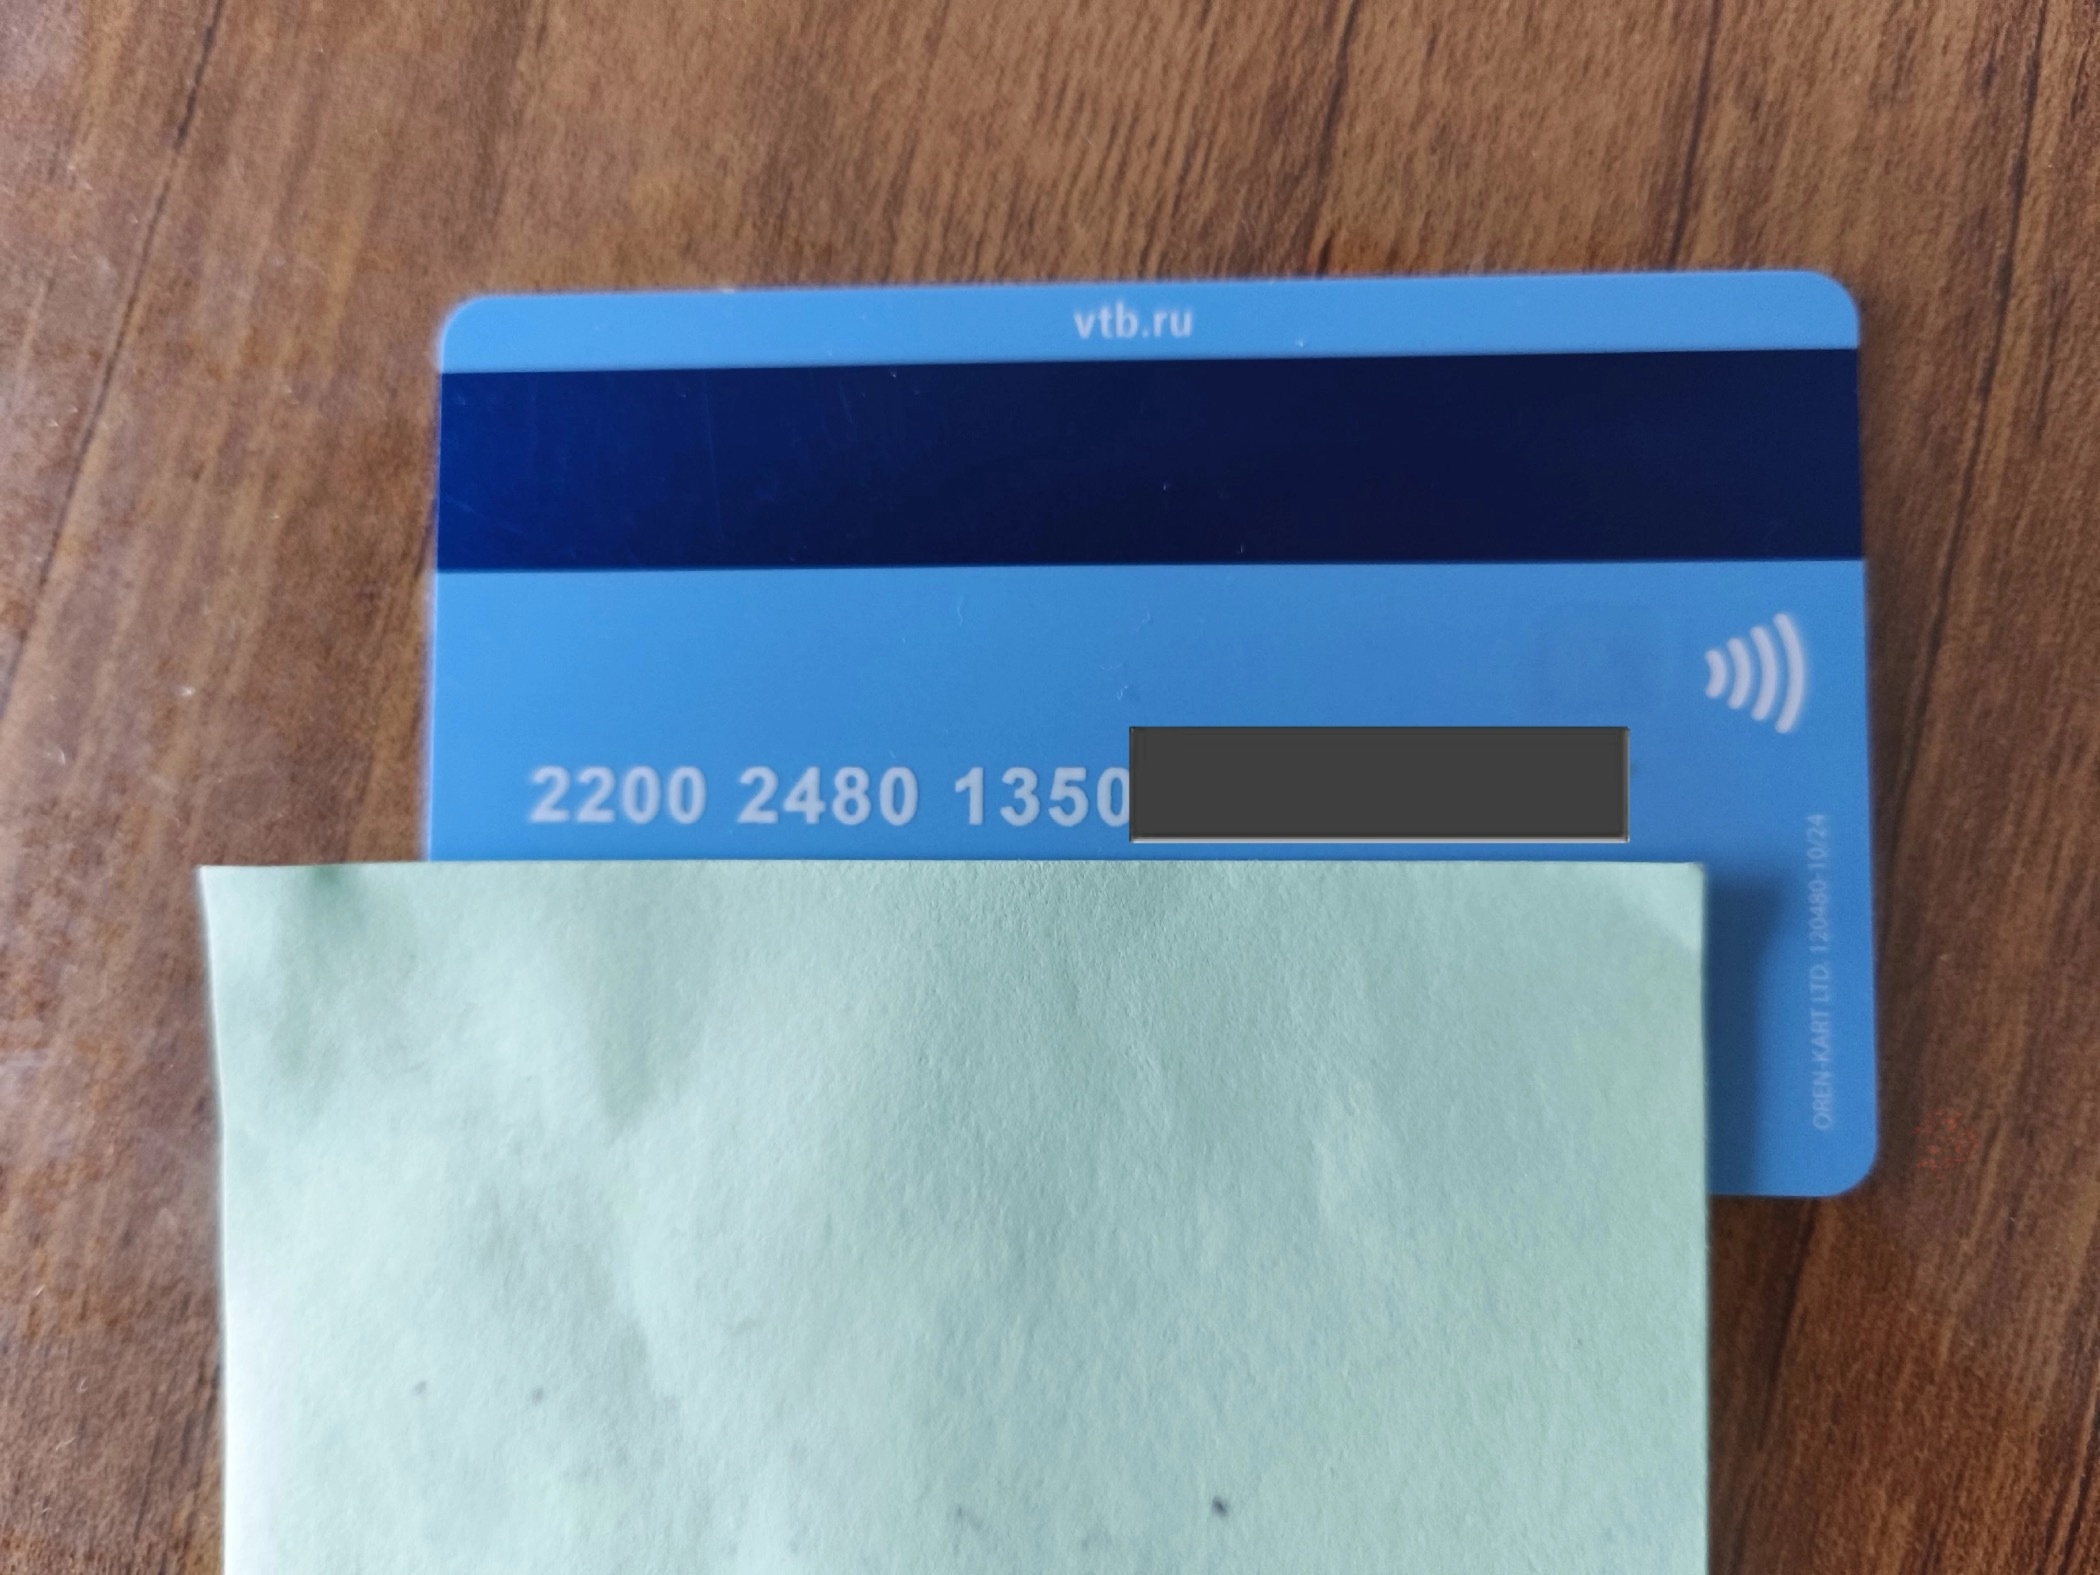 vtb.ru
2200 2480 1350
OREN-KART LTD. 120480-10/24